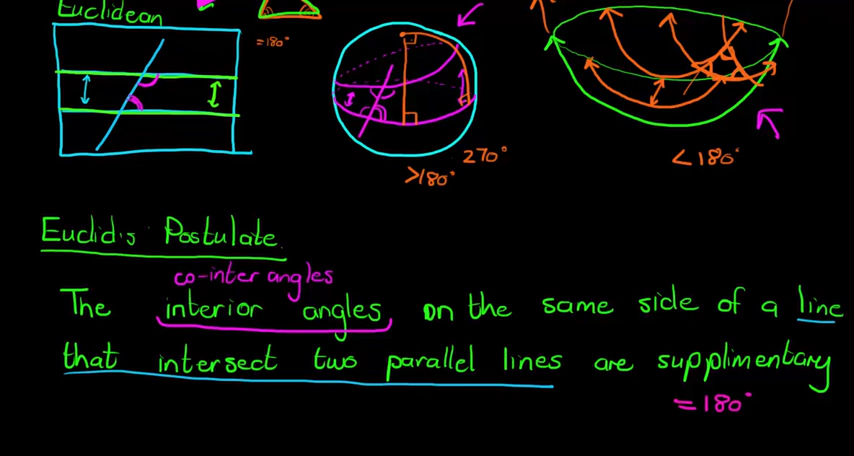 Euclidean
=180°
270°
>180°
<180°
Euclid's Postulate.
co-inter angles
The interior angles on the same side of a line
that intersect two parallel lines are supplimentary
=180°